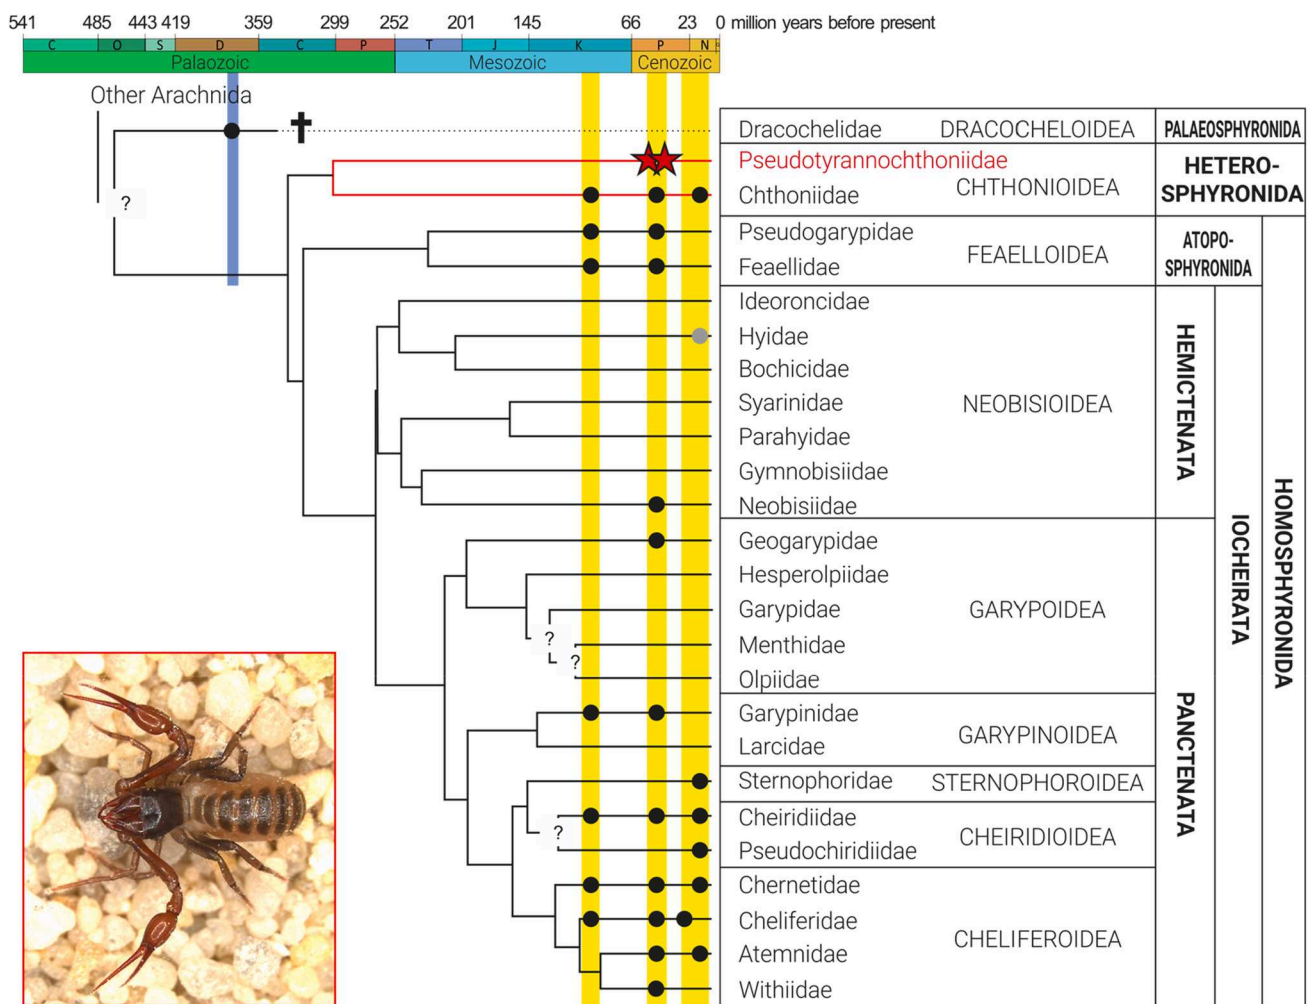 541 485 443 419 359 299 252 201 145 66 23 0 million years before present
C O S D C P T J K P N
Palaozoic Mesozoic Cenozoic
Other Arachnida
Dracochelidae DRACOCHELOIDEA PALAEOSPHYRONIDA
Pseudotyrannochthoniidae
Chthoniidae CHTHONIOIDEA
HETERO-
SPHYRONIDA
?
Pseudogarypidae
Feaellidae FEAELLOIDEA
ATOPO-
SPHYRONIDA
Ideoroncidae
Hyidae
Bochicidae
Syarinidae NEOBISIOIDEA
Parahyidae
Gymnobisiidae
Neobisiidae
HEMICTENATA
Geogarypidae
Hesperolpiidae
Garypidae GARYPOIDEA
? Menthidae
? Olpiidae
Garypinidae
Larcidae GARYPINOIDEA
Sternophoridae STERNOPHOROIDEA
Cheiridiidae
? Pseudochiridiidae CHEIRIDIOIDEA
Chernetidae
Cheliferidae
Atemnidae CHELIFEROIDEA
Withiidae
PANCTENATA
IOCHEIRATA
HOMOSPHYRONIDA